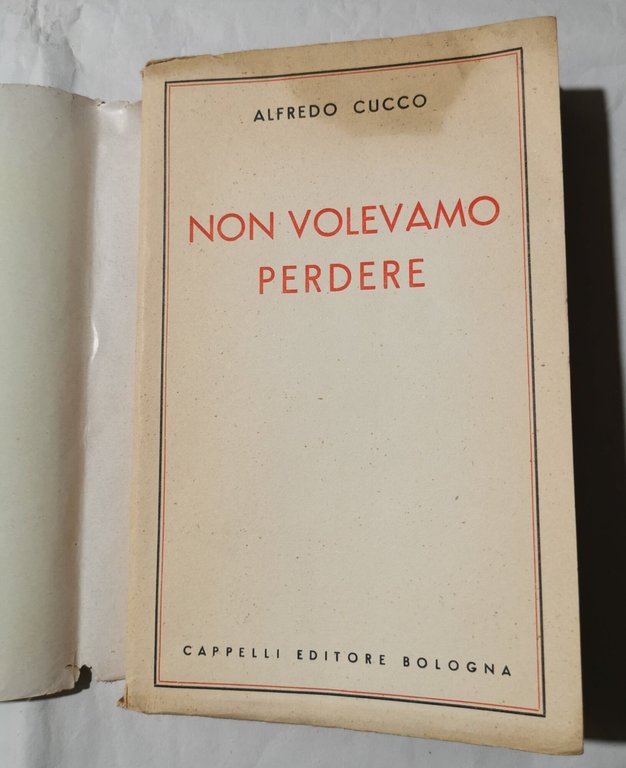 ALFREDO CUCCO
NON VOLEVAMO
PERDERE
CAPPELLI EDITORE BOLOGNA